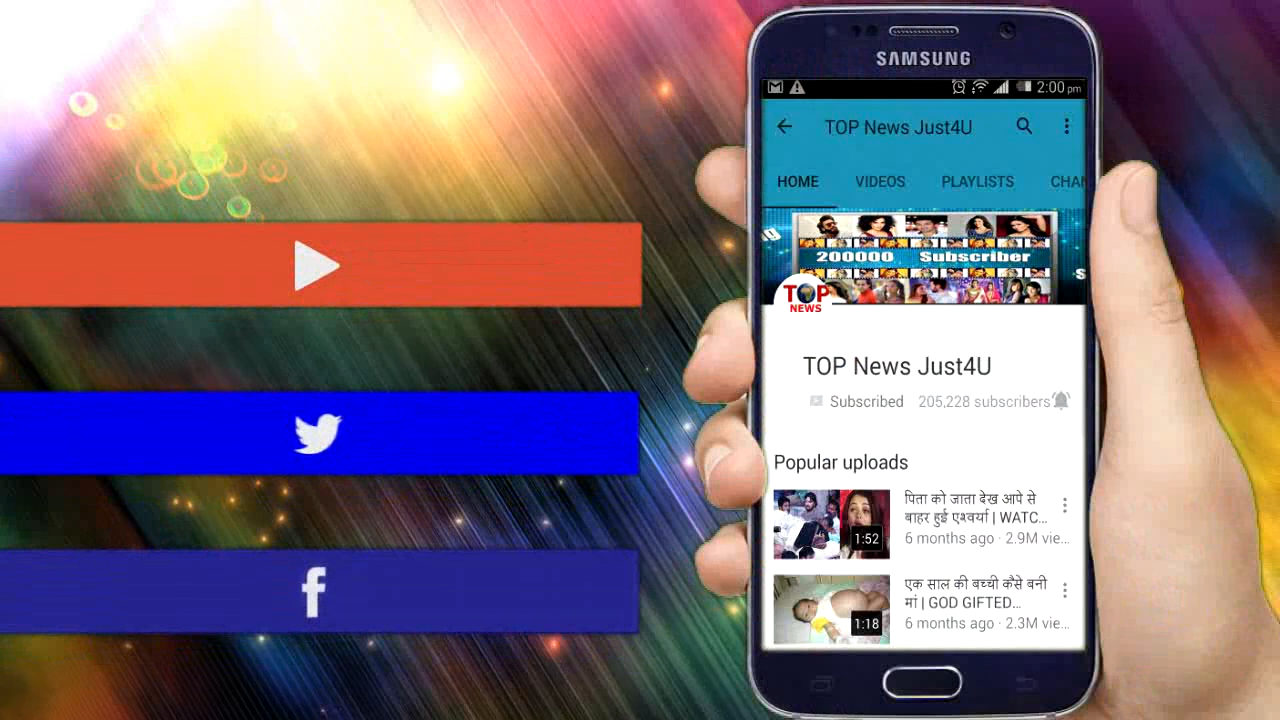 SAMSUNG
2:00 pm
TOP News Just4U
HOME VIDEOS PLAYLISTS CHAN
200000 Subscriber
TOP
NEWS
TOP News Just4U
Subscribed 205,228 subscribers
Popular uploads
पिता को जाता देख आपे से
बाहर हुई एश्वर्या | WATC...
6 months ago · 2.9M vie...
1:52
एक साल की बच्ची कैसे बनी
मां | GOD GIFTED...
6 months ago · 2.3M vie...
1:18